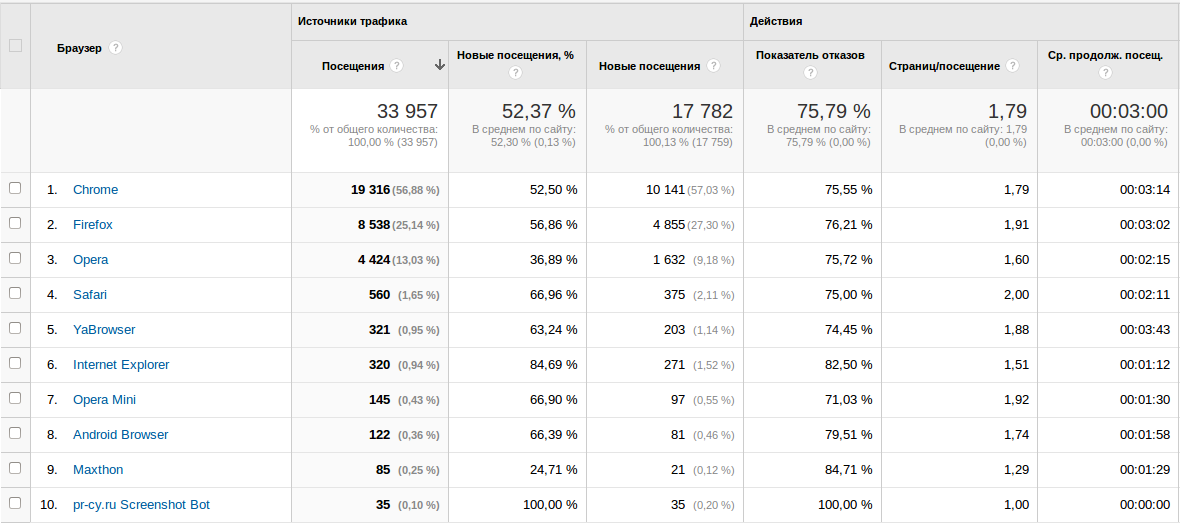 Источники трафика Действия
Браузер ? Посещения ? Новые посещения, % ? Новые посещения ? Показатель отказов ? Страниц/посещение ? Ср. продолж. посещ. ?
33 957 52,37 % 17 782 75,79 % 1,79 00:03:00
% от общего количества: В среднем по сайту: % от общего количества: В среднем по сайту: В среднем по сайту: 1,79 В среднем по сайту:
100,00 % (33 957) 52,30 % (0,13 %) 100,13 % (17 759) 75,79 % (0,00 %) (0,00 %) 00:03:00 (0,00 %)
1. Chrome 19 316 (56,88 %) 52,50 % 10 141 (57,03 %) 75,55 % 1,79 00:03:14
2. Firefox 8 538 (25,14 %) 56,86 % 4 855 (27,30 %) 76,21 % 1,91 00:03:02
3. Opera 4 424 (13,03 %) 36,89 % 1 632 (9,18 %) 75,72 % 1,60 00:02:15
4. Safari 560 (1,65 %) 66,96 % 375 (2,11 %) 75,00 % 2,00 00:02:11
5. YaBrowser 321 (0,95 %) 63,24 % 203 (1,14 %) 74,45 % 1,88 00:03:43
6. Internet Explorer 320 (0,94 %) 84,69 % 271 (1,52 %) 82,50 % 1,51 00:01:12
7. Opera Mini 145 (0,43 %) 66,90 % 97 (0,55 %) 71,03 % 1,92 00:01:30
8. Android Browser 122 (0,36 %) 66,39 % 81 (0,46 %) 79,51 % 1,74 00:01:58
9. Maxthon 85 (0,25 %) 24,71 % 21 (0,12 %) 84,71 % 1,29 00:01:29
10. pr-cy.ru Screenshot Bot 35 (0,10 %) 100,00 % 35 (0,20 %) 100,00 % 1,00 00:00:00